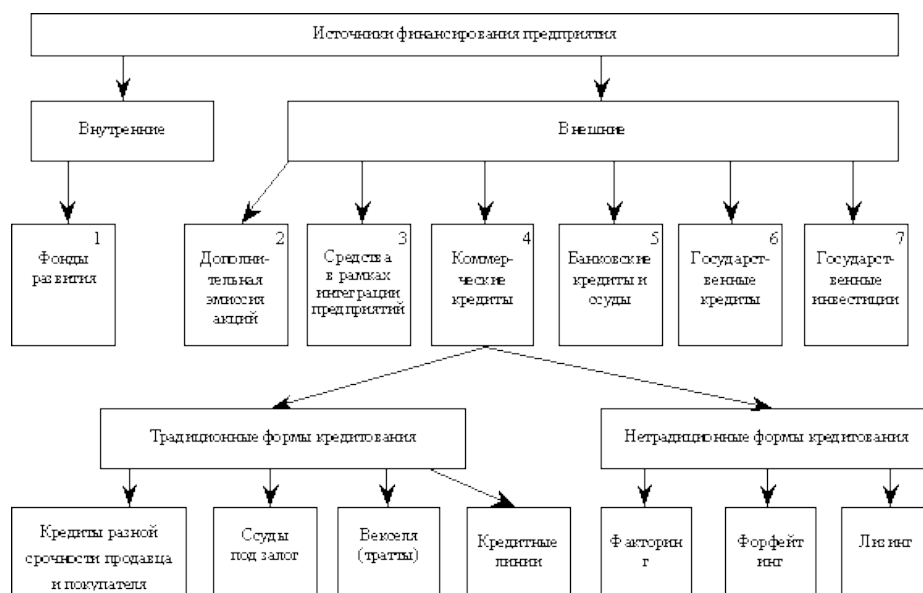 Источники финансирования предприятия
Внутренние
Внешние
1
Фонды
развития
2
Дополни-
тельная
эмиссия
акций
3
Средства
в рамках
интеграции
предприятий
4
Коммер-
ческие
кредиты
5
Банковские
кредиты и
ссуды
6
Государст-
венные
кредиты
7
Государст-
венные
инвестиции
Традиционные формы кредитования
Нетрадиционные формы кредитования
Кредиты разной
срочности продавца
и покупателя
Ссуды
под залог
Векселя
(тратты)
Кредитные
линии
Факторин
г
Форфейт
инг
Лизинг